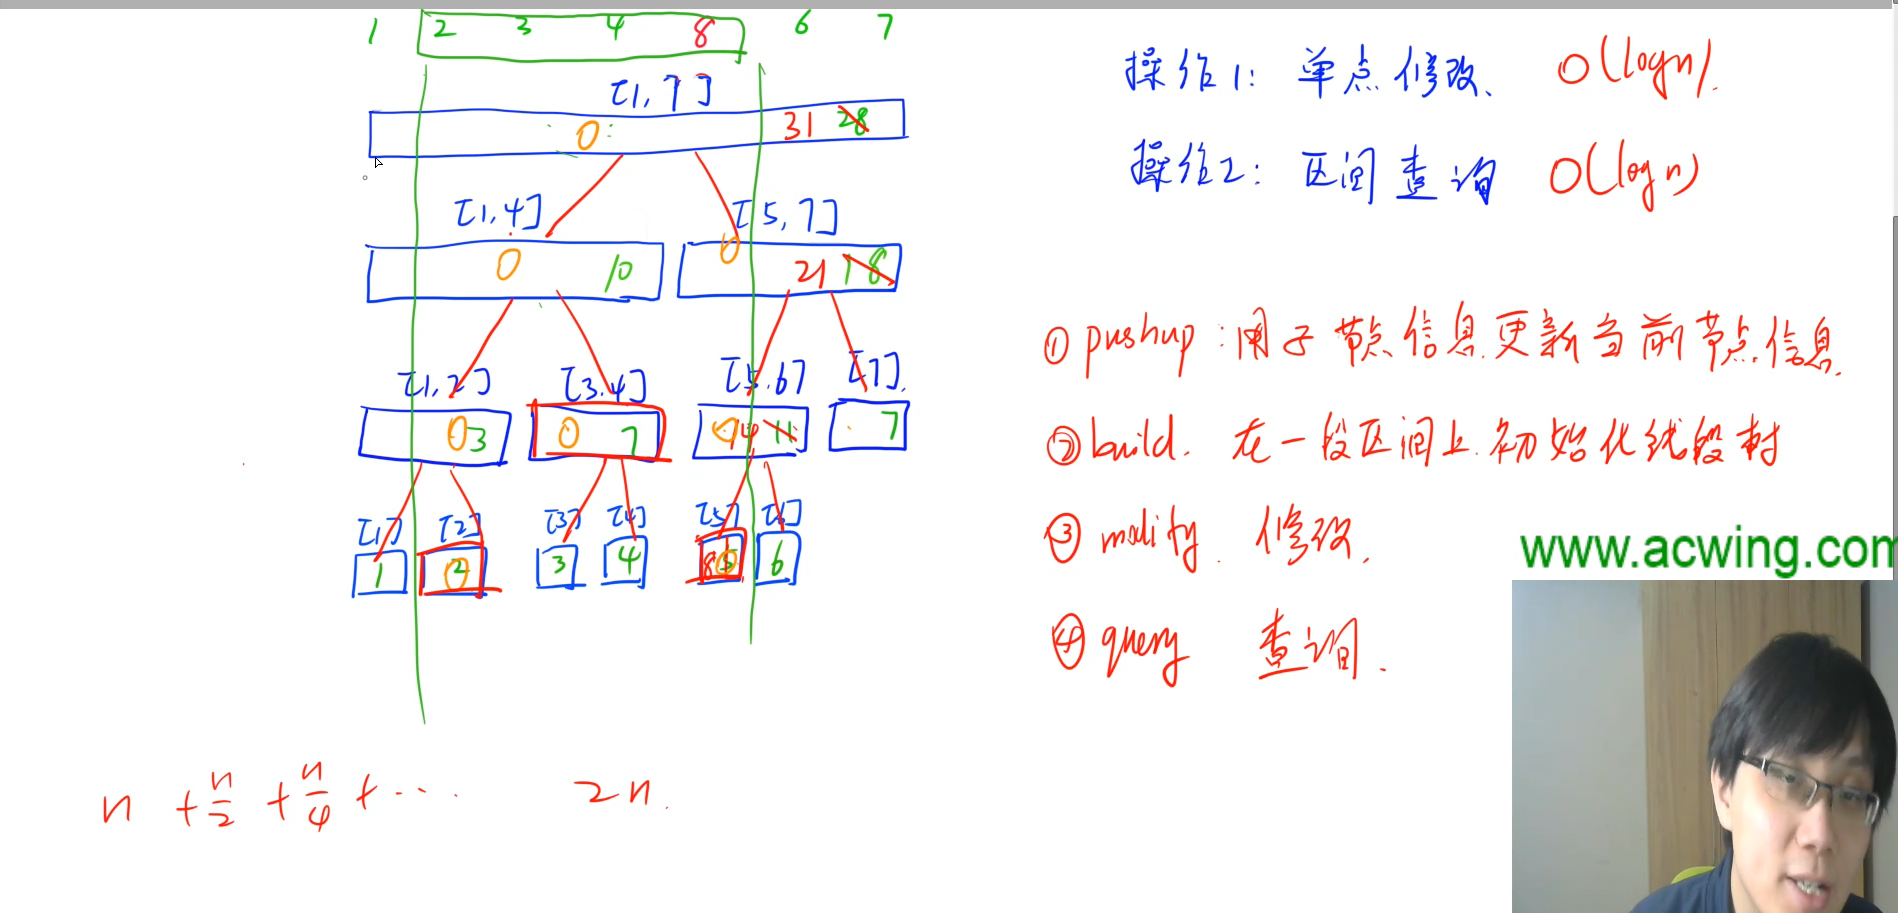 1 2 3 4 8 6 7
[1,7]
0 31 28
[1,4] [5,7]
0 10 0 21 18
[1,2] [3.4] [5.6] [7].
0 3 0 7 0 14 11 7
[1] [2] [3] [4] [5] [6]
1 2 0 3 4 8 5 0 6
n + n/2 + n/4 + ... 2n.
操作1: 单点修改. O(logn).
操作2: 区间查询 O(logn)
① pushup: 用子节点信息更新当前节点信息.
② build. 在一段区间上初始化线段树
③ modify. 修改.
④ query 查询.
www.acwing.com